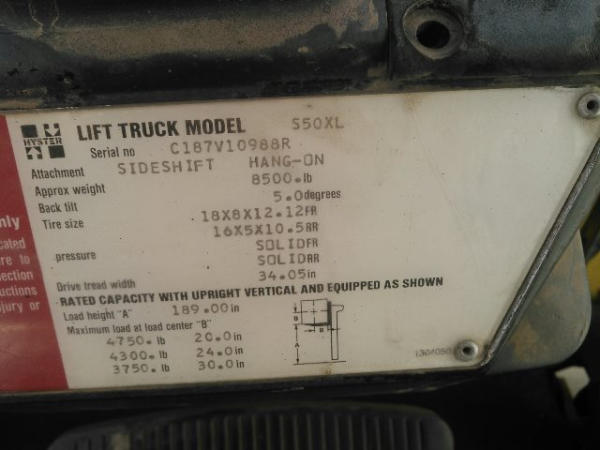 HYSTER LIFT TRUCK MODEL S50XL
Serial no C187V10988R
Attachment SIDESHIFT HANG-ON
Approx weight 8500.lb
Back tilt 5.0degrees
Tire size 18X8X12.12FR
16X5X10.5RR
pressure SOLIDFR
SOLIDRR
Drive tread width 34.05in
RATED CAPACITY WITH UPRIGHT VERTICAL AND EQUIPPED AS SHOWN
Load height "A" 189.00in
Maximum load at load center "B"
4750.lb 20.0in
4300.lb 24.0in
3750.lb 30.0in
B
B
A
nly
cated
re to
ection
uctions
jury or